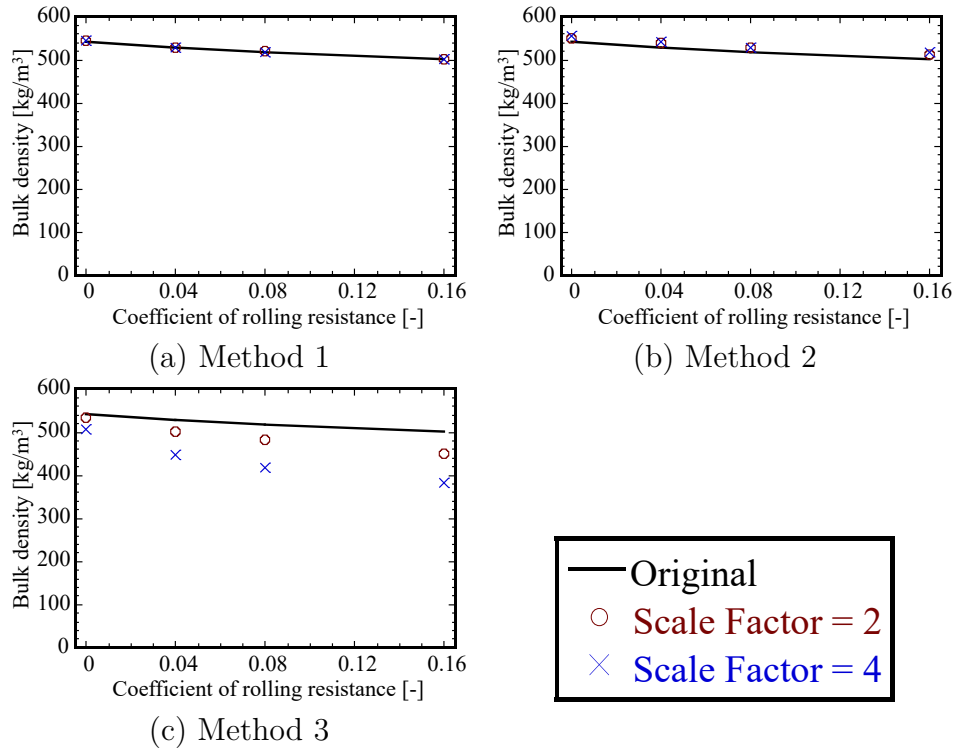 600
500
400
300
200
100
0
Bulk density [kg/m³]
0 0.04 0.08 0.12 0.16
Coefficient of rolling resistance [-]
(a) Method 1
600
500
400
300
200
100
0
Bulk density [kg/m³]
0 0.04 0.08 0.12 0.16
Coefficient of rolling resistance [-]
(b) Method 2
600
500
400
300
200
100
0
Bulk density [kg/m³]
0 0.04 0.08 0.12 0.16
Coefficient of rolling resistance [-]
(c) Method 3
Original
Scale Factor = 2
Scale Factor = 4